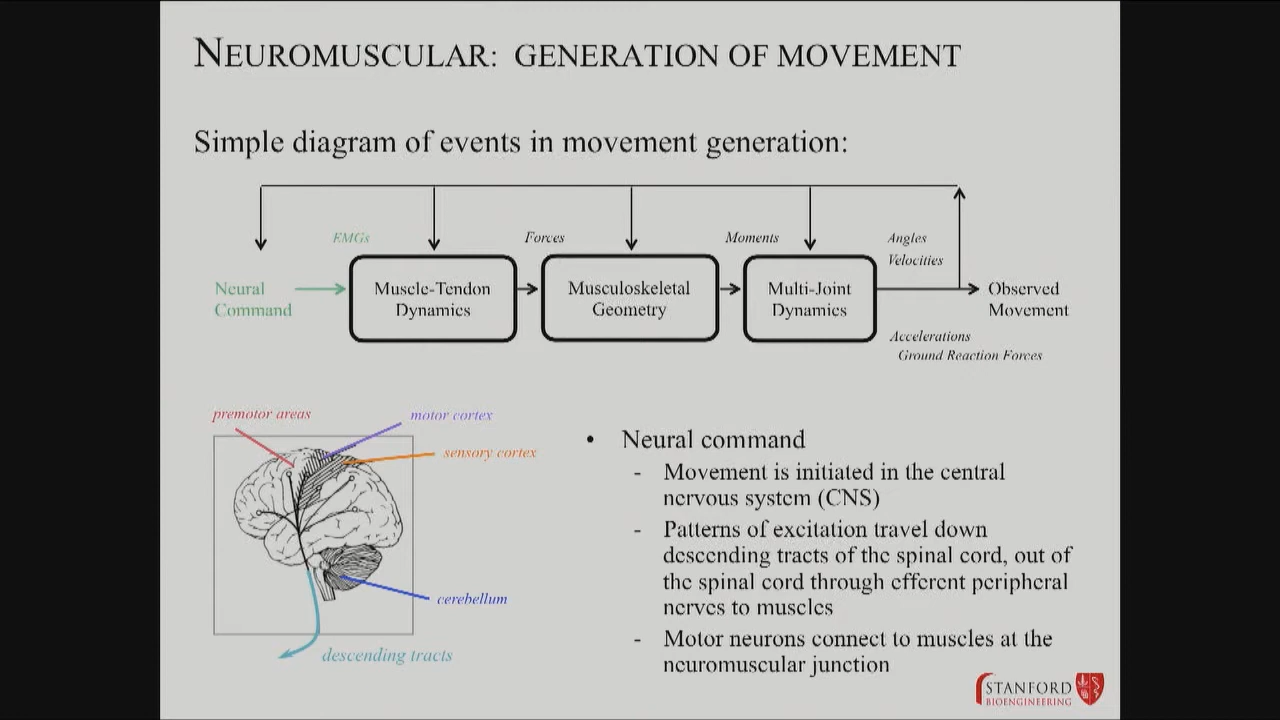 NEUROMUSCULAR: GENERATION OF MOVEMENT
Simple diagram of events in movement generation:
EMGs
Forces
Moments
Angles
Velocities
Neural
Command
Muscle-Tendon
Dynamics
Musculoskeletal
Geometry
Multi-Joint
Dynamics
Observed
Movement
Accelerations
Ground Reaction Forces
premotor areas
motor cortex
sensory cortex
cerebellum
descending tracts
• Neural command
- Movement is initiated in the central
nervous system (CNS)
- Patterns of excitation travel down
descending tracts of the spinal cord, out of
the spinal cord through efferent peripheral
nerves to muscles
- Motor neurons connect to muscles at the
neuromuscular junction
STANFORD
BIOENGINEERING